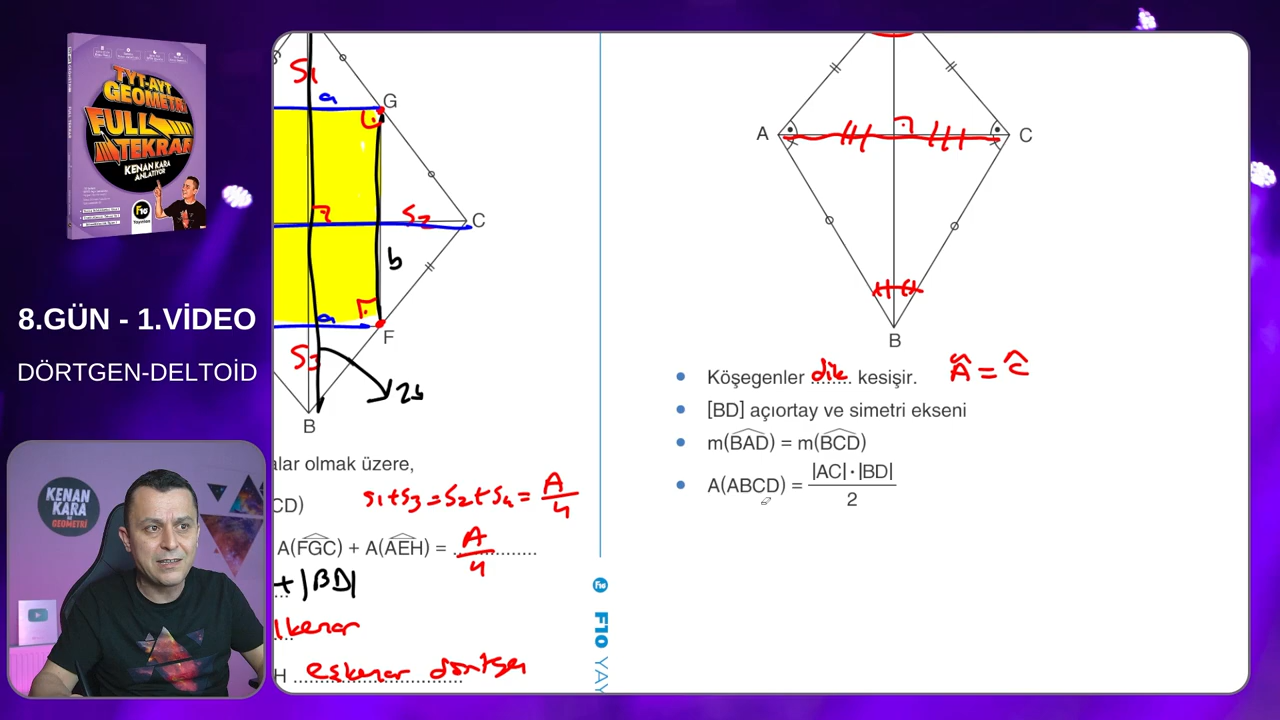 TYT-AYT
GEOMETRİ
FULL
TEKRAR
KENAN KARA
ANLATIYOR
F10
8.GÜN - 1.VİDEO
DÖRTGEN-DELTOİD
KENAN
KARA
GEOMETRİ
S1
a
G
S2
C
b
a
F
S3
2s
B
alar olmak üzere,
CD)
S1+S3=S2+S4=A/4
A(FGC) + A(AEH) = A/4
+ |BD|
lkenar
H eşkenar dörtgen
F10 YAY
A
C
B
• Köşegenler dik kesişir. Â = Ĉ
• [BD] açıortay ve simetri ekseni
• m(BAD) = m(BCD)
• A(ABCD) = |AC|·|BD| / 2